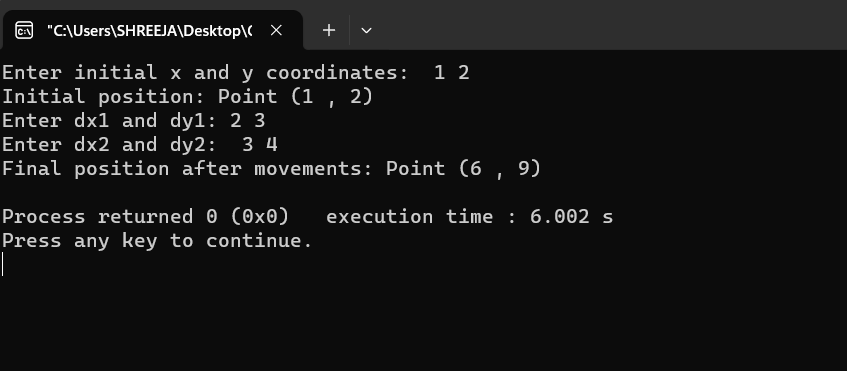 "C:\Users\SHREEJA\Desktop\C
Enter initial x and y coordinates:  1 2
Initial position: Point (1 , 2)
Enter dx1 and dy1: 2 3
Enter dx2 and dy2:  3 4
Final position after movements: Point (6 , 9)
Process returned 0 (0x0)   execution time : 6.002 s
Press any key to continue.